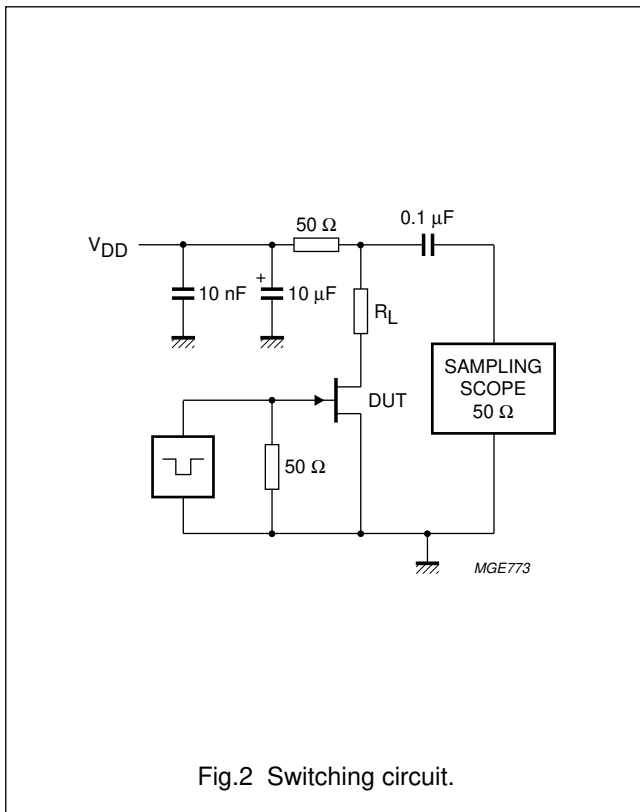 50 Ω
0.1 μF
V_DD
+
10 nF
10 μF
R_L
SAMPLING
SCOPE
50 Ω
DUT
50 Ω
MGE773
Fig.2 Switching circuit.